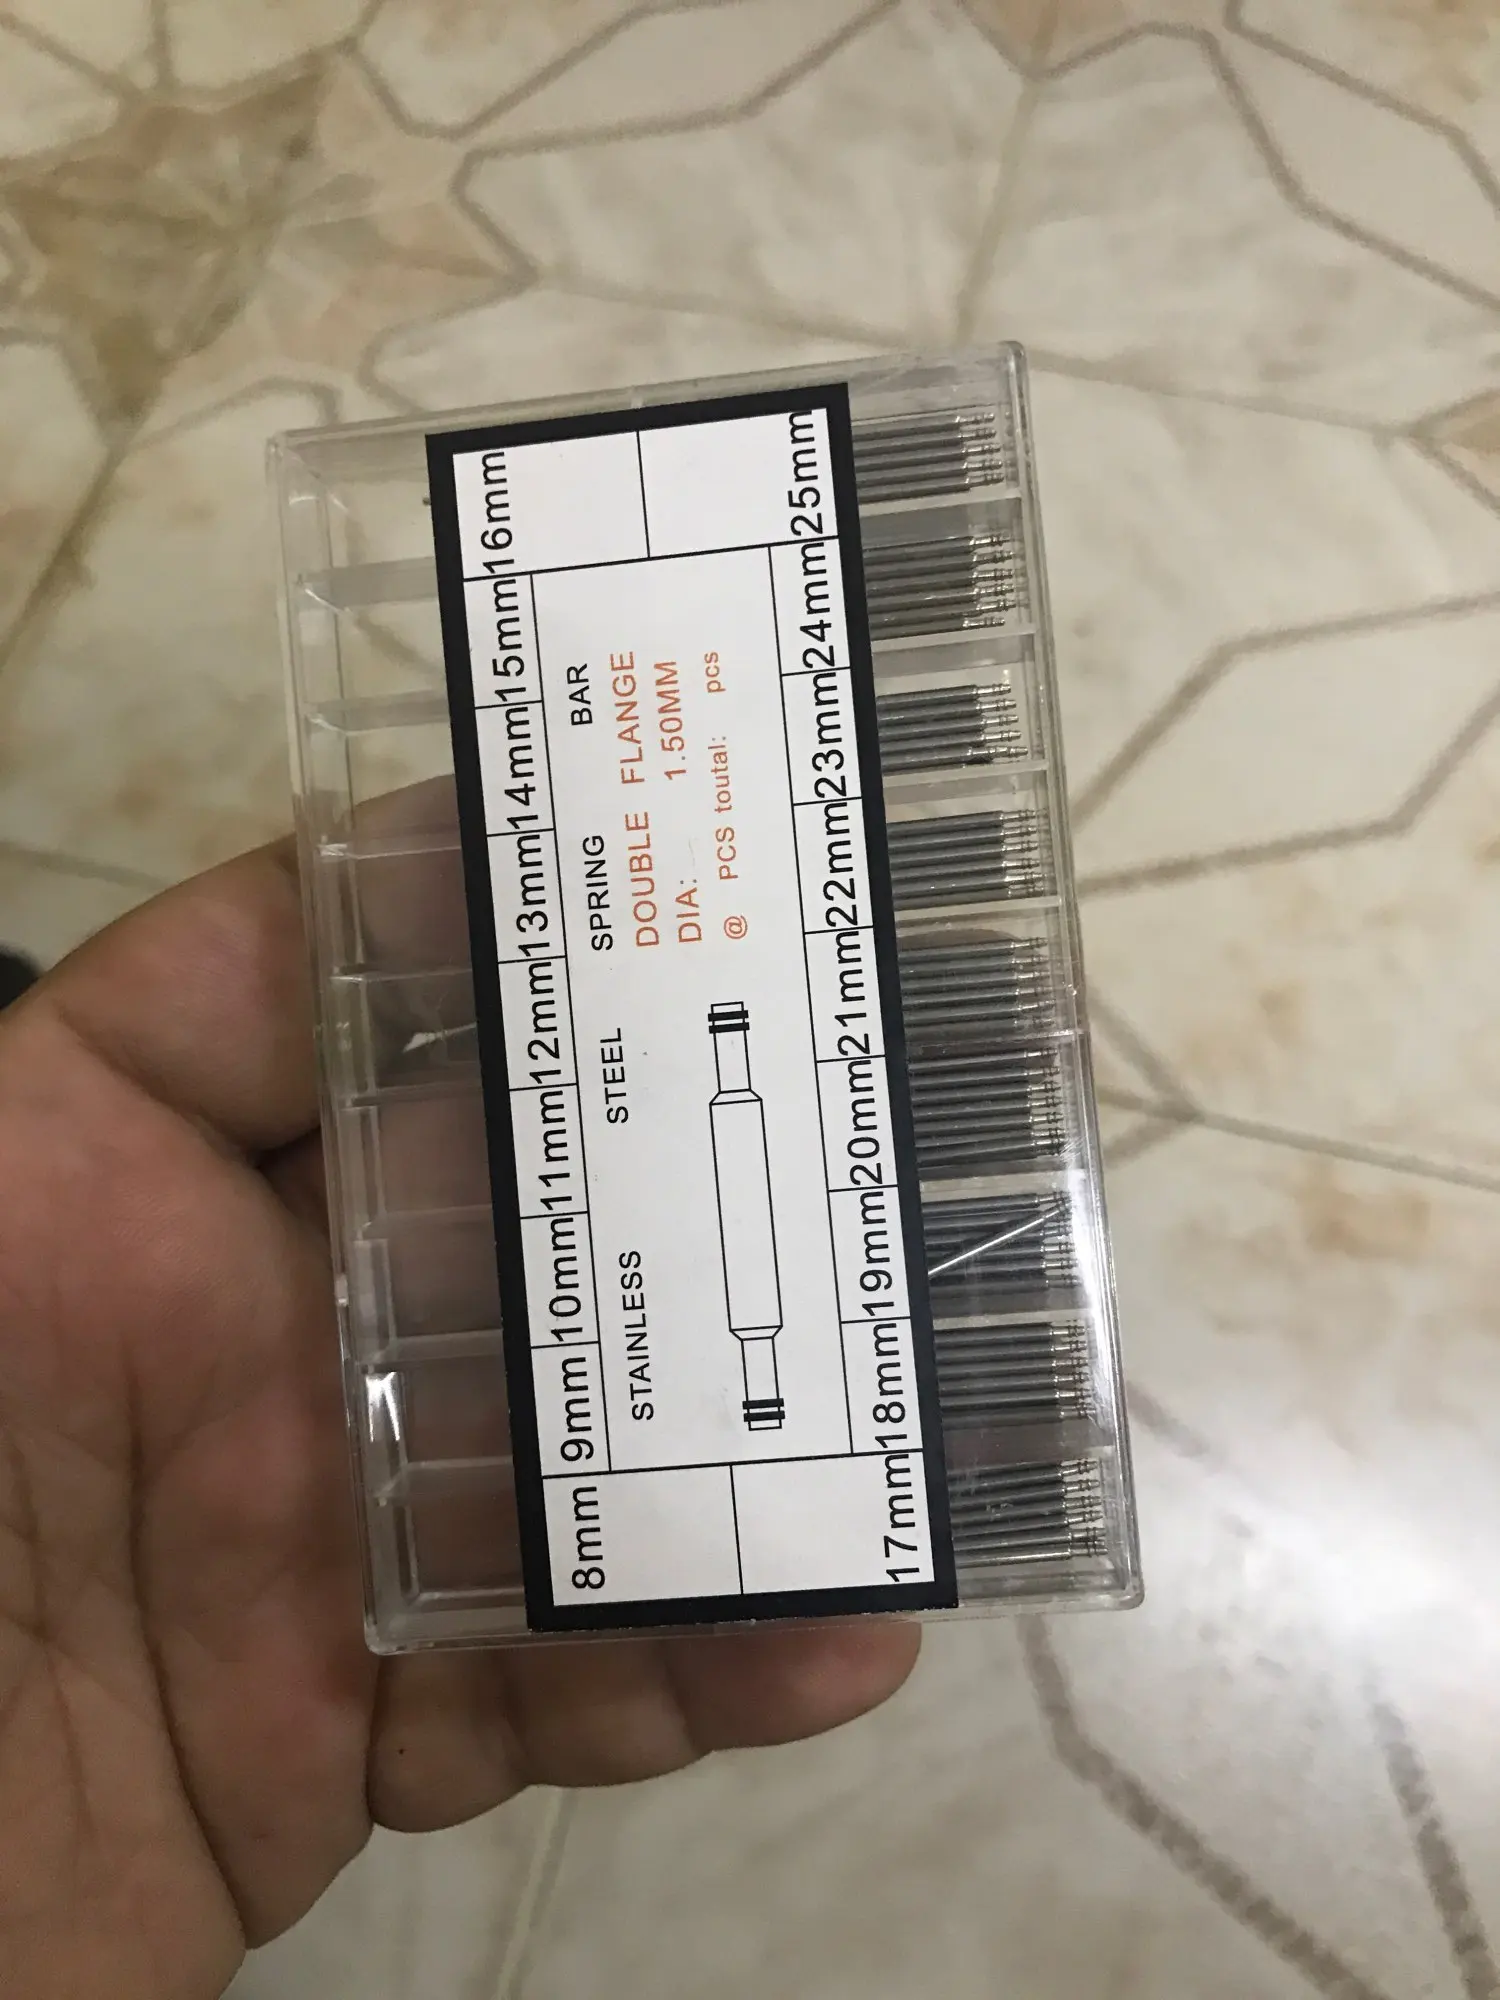 16mm
15mm
14mm
13mm
12mm
11mm
10mm
9mm
8mm
STAINLESS STEEL SPRING BAR
DOUBLE FLANGE
DIA: 1.50MM
@ PCS toutal: pcs
17mm
18mm
19mm
20mm
21mm
22mm
23mm
24mm
25mm